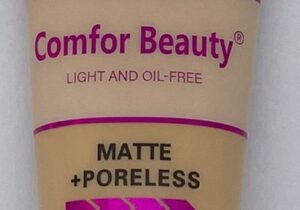 Comfor Beauty®
LIGHT AND OIL-FREE
MATTE
+PORELESS